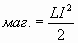 маг. = LI² / 2